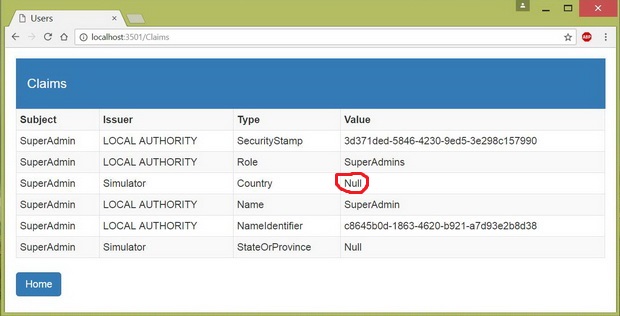 Users
localhost:3501/Claims
ABP
Claims
Subject Issuer Type Value
SuperAdmin LOCAL AUTHORITY SecurityStamp 3d371ded-5846-4230-9ed5-3e298c157990
SuperAdmin LOCAL AUTHORITY Role SuperAdmins
SuperAdmin Simulator Country Null
SuperAdmin LOCAL AUTHORITY Name SuperAdmin
SuperAdmin LOCAL AUTHORITY NameIdentifier c8645b0d-1863-4620-b921-a7d93e2b8d38
SuperAdmin Simulator StateOrProvince Null
Home